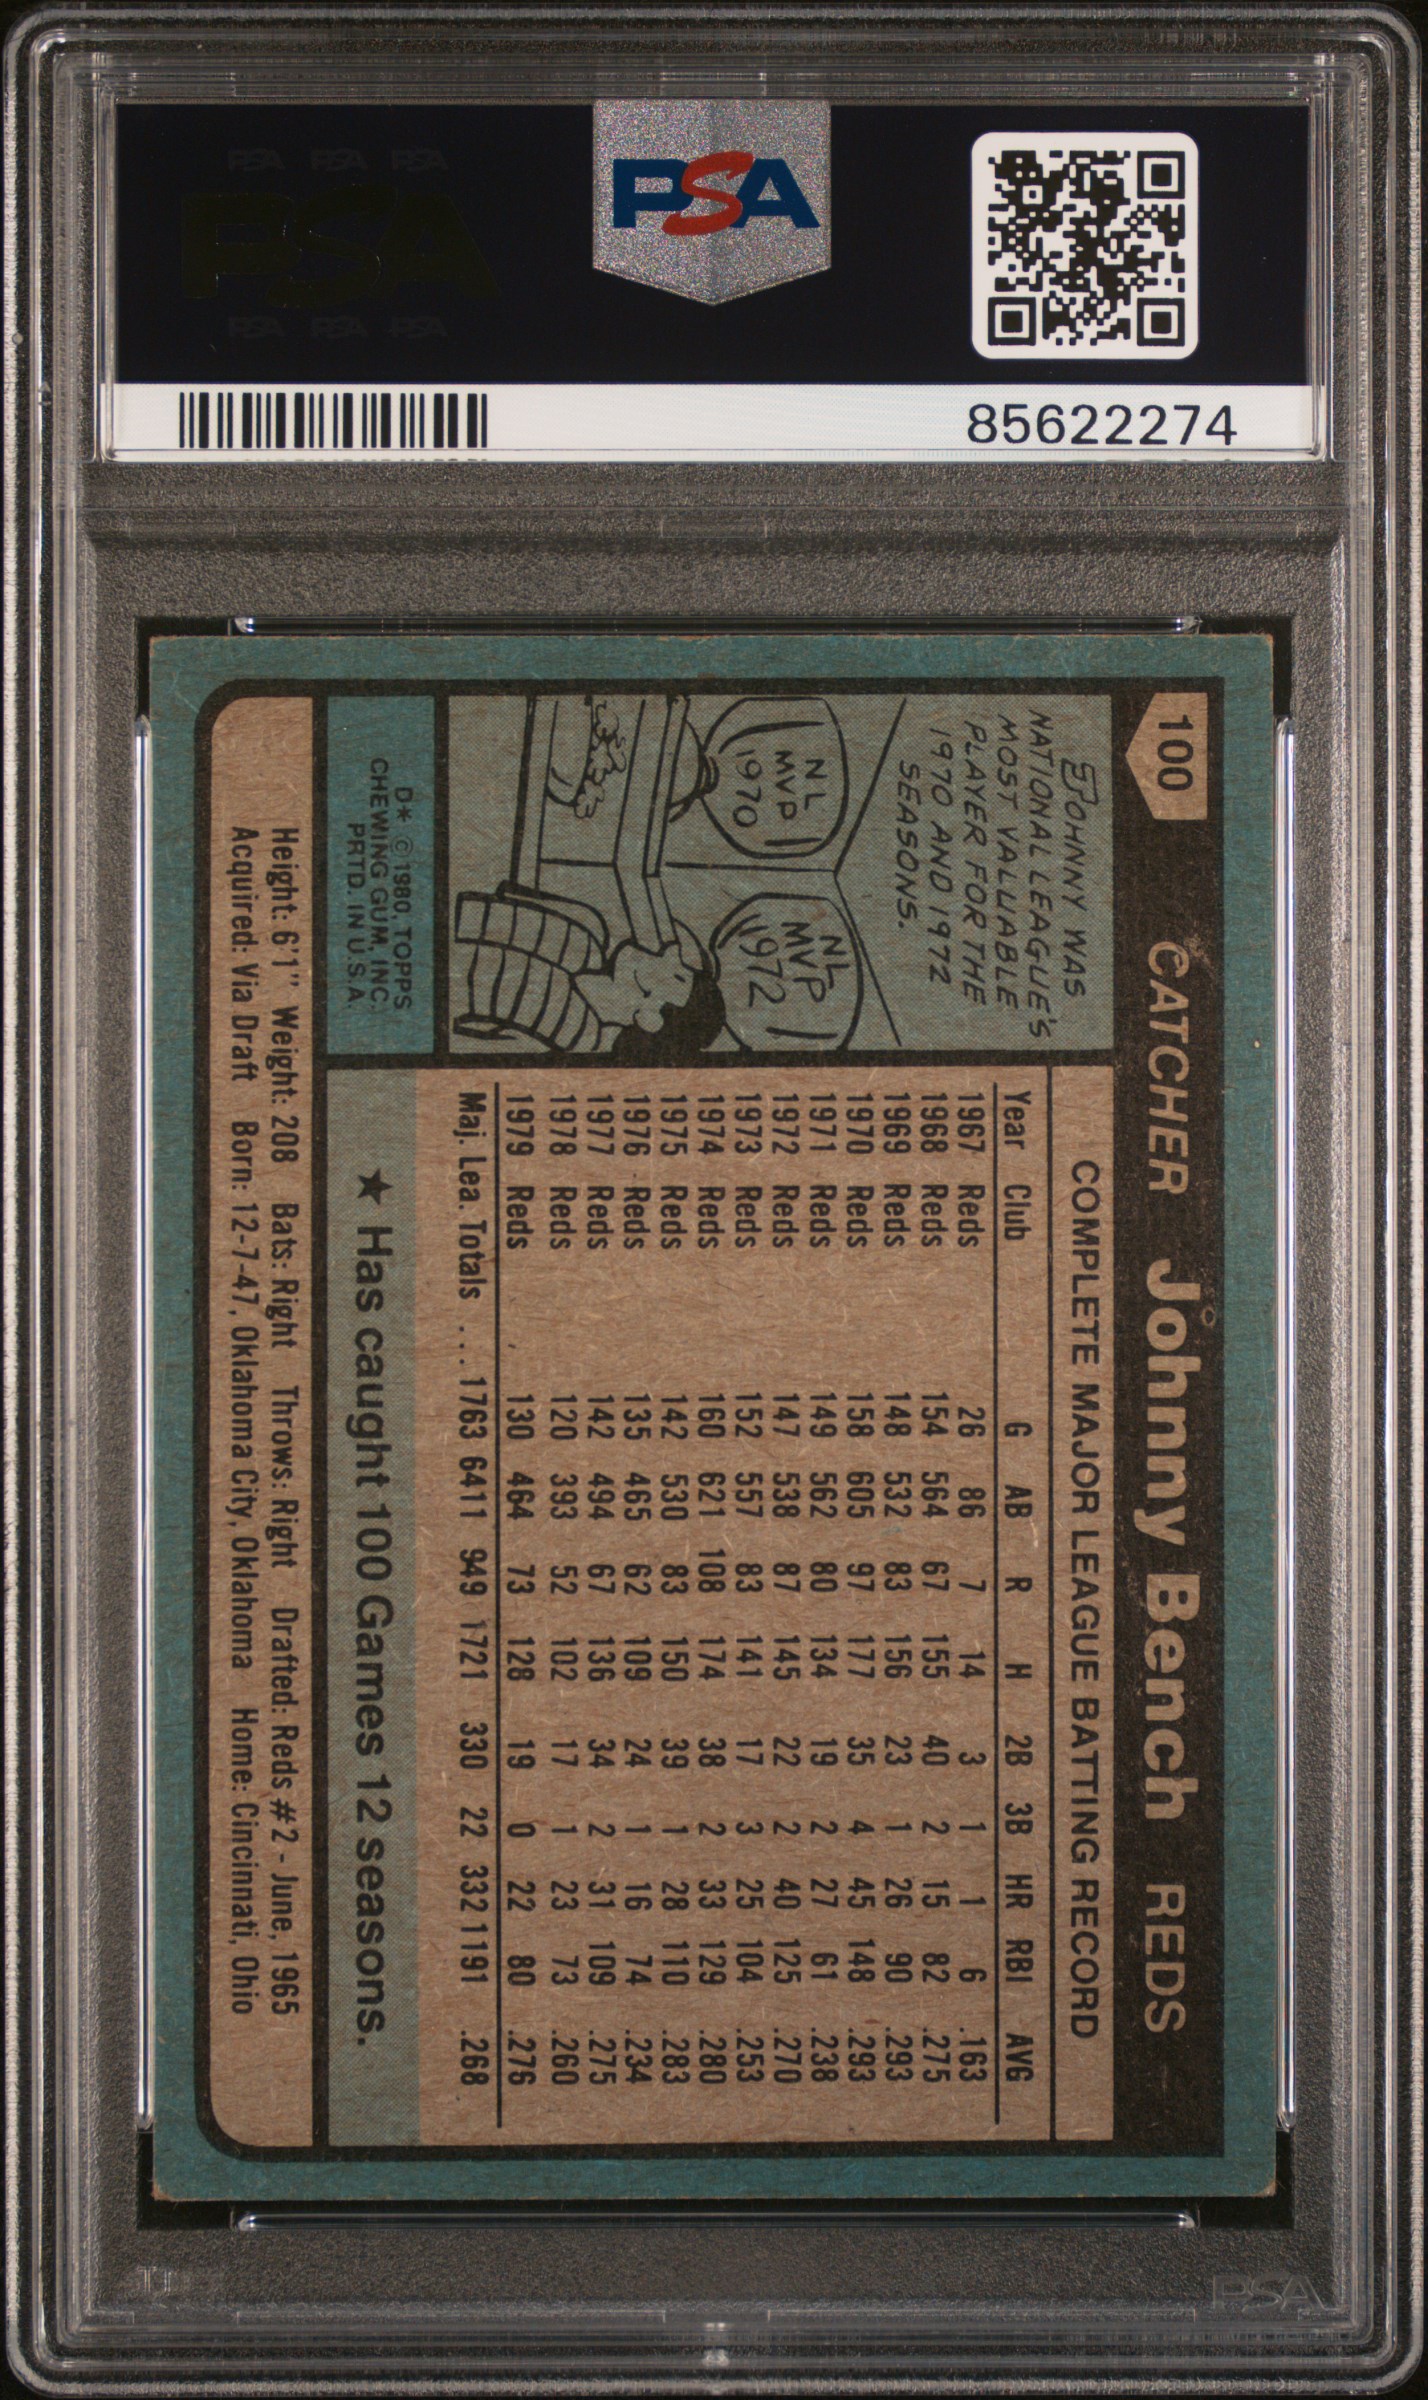 PSA PSA PSA
PSA
PSA PSA PSA
PSA
85622274
100 CATCHER Johnny Bench REDS
JOHNNY WAS
NATIONAL LEAGUE'S
MOST VALUABLE
PLAYER FOR THE
1970 AND 1972
SEASONS.
NL
MVP
1970
NL
MVP
1972
D* © 1980, TOPPS
CHEWING GUM, INC.
PRTD. IN U.S.A.
COMPLETE MAJOR LEAGUE BATTING RECORD
Year Club G AB R H 2B 3B HR RBI AVG
1967 Reds 26 86 7 14 3 1 1 6 .163
1968 Reds 154 564 67 155 40 2 15 82 .275
1969 Reds 148 532 83 156 23 1 26 90 .293
1970 Reds 158 605 97 177 35 4 45 148 .293
1971 Reds 149 562 80 134 19 2 27 61 .238
1972 Reds 147 538 87 145 22 2 40 125 .270
1973 Reds 152 557 83 141 17 3 25 104 .253
1974 Reds 160 621 108 174 38 2 33 129 .280
1975 Reds 142 530 83 150 39 1 28 110 .283
1976 Reds 135 465 62 109 24 1 16 74 .234
1977 Reds 142 494 67 136 34 2 31 109 .275
1978 Reds 120 393 52 102 17 1 23 73 .260
1979 Reds 130 464 73 128 19 0 22 80 .276
Maj. Lea. Totals . . . 1763 6411 949 1721 330 22 332 1191 .268
★ Has caught 100 Games 12 seasons.
Height: 6'1" Weight: 208 Bats: Right Throws: Right Drafted: Reds #2 - June, 1965
Acquired: Via Draft Born: 12-7-47, Oklahoma City, Oklahoma Home: Cincinnati, Ohio
PSA